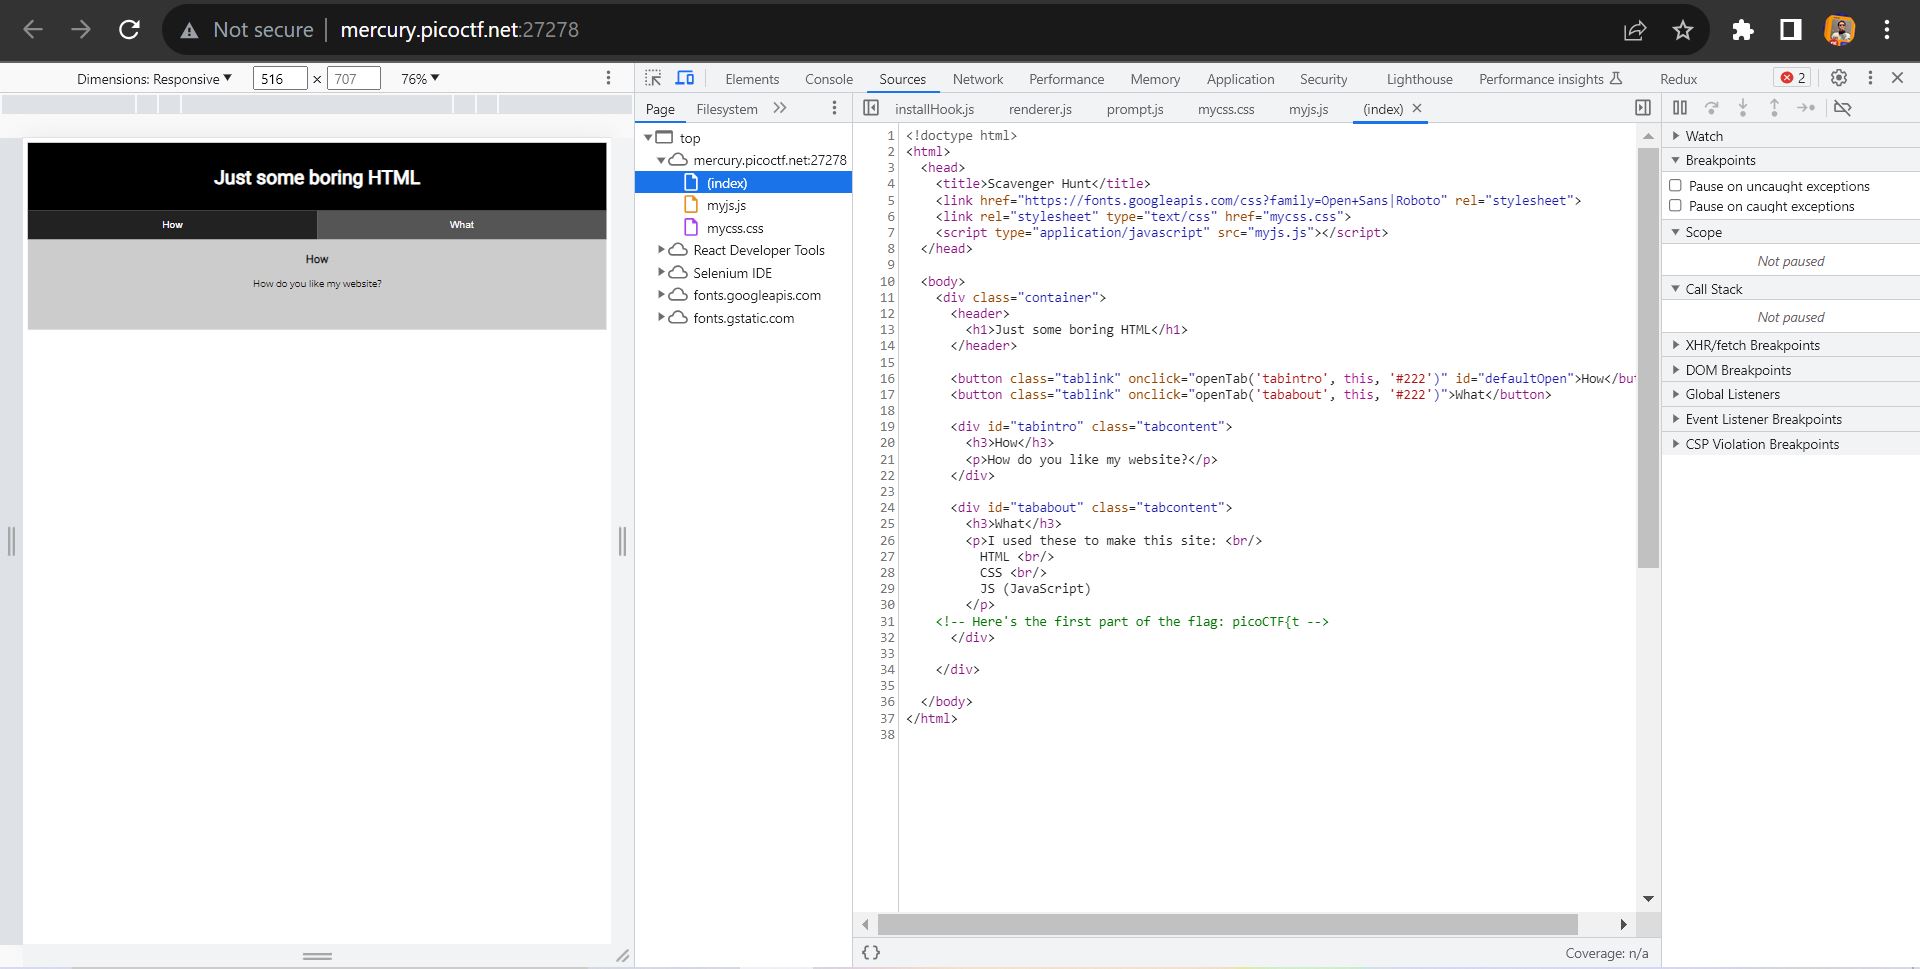 Not secure | mercury.picoctf.net:27278
Dimensions: Responsive 516 × 707 76%
Elements Console Sources Network Performance Memory Application Security Lighthouse Performance insights Redux 2
Page Filesystem
installHook.js renderer.js prompt.js mycss.css myjs.js (index)
top
mercury.picoctf.net:27278
(index)
myjs.js
mycss.css
React Developer Tools
Selenium IDE
fonts.googleapis.com
fonts.gstatic.com
Just some boring HTML
How What
How
How do you like my website?
1 <!doctype html>
2 <html>
3   <head>
4     <title>Scavenger Hunt</title>
5     <link href="https://fonts.googleapis.com/css?family=Open+Sans|Roboto" rel="stylesheet">
6     <link rel="stylesheet" type="text/css" href="mycss.css">
7     <script type="application/javascript" src="myjs.js"></script>
8   </head>
9
10   <body>
11     <div class="container">
12       <header>
13         <h1>Just some boring HTML</h1>
14       </header>
15
16       <button class="tablink" onclick="openTab('tabintro', this, '#222')" id="defaultOpen">How</but
17       <button class="tablink" onclick="openTab('tababout', this, '#222')">What</button>
18
19       <div id="tabintro" class="tabcontent">
20         <h3>How</h3>
21         <p>How do you like my website?</p>
22       </div>
23
24       <div id="tababout" class="tabcontent">
25         <h3>What</h3>
26         <p>I used these to make this site: <br/>
27           HTML <br/>
28           CSS <br/>
29           JS (JavaScript)
30         </p>
31     <!-- Here's the first part of the flag: picoCTF{t -->
32       </div>
33
34     </div>
35
36   </body>
37 </html>
38
Watch
Breakpoints
Pause on uncaught exceptions
Pause on caught exceptions
Scope
Not paused
Call Stack
Not paused
XHR/fetch Breakpoints
DOM Breakpoints
Global Listeners
Event Listener Breakpoints
CSP Violation Breakpoints
{} Coverage: n/a